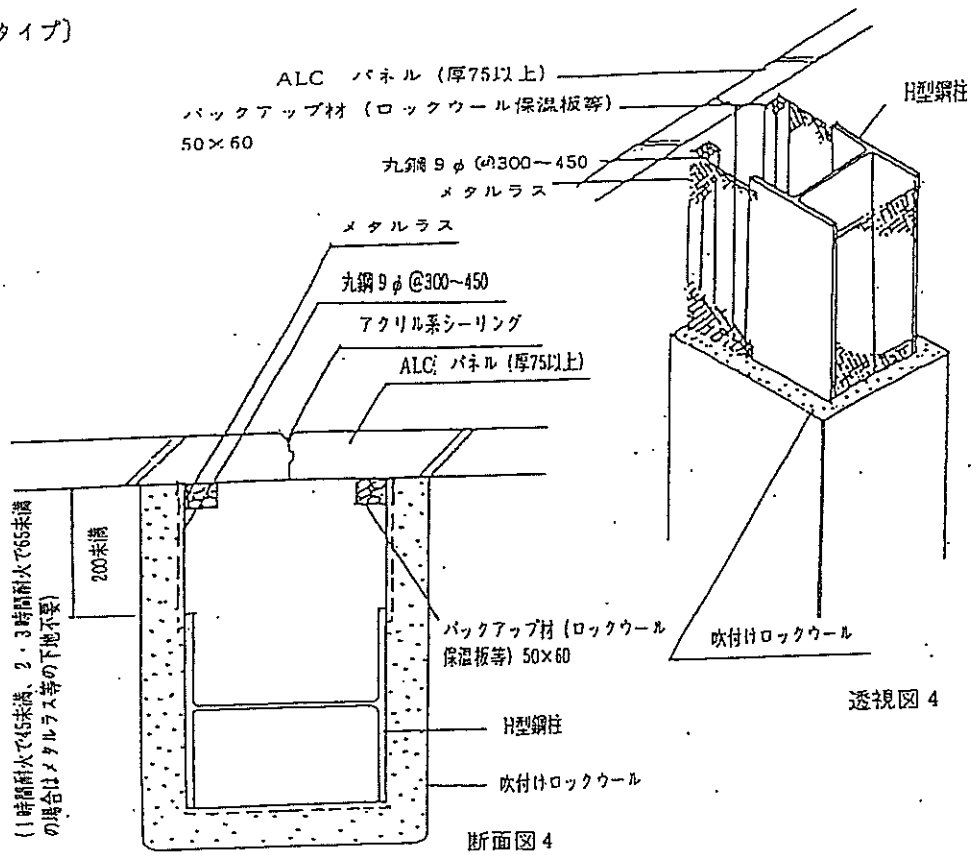 タイプ〕
ALC パネル (厚75以上)
バックアップ材 (ロックウール保温板等)
50×60
丸鋼9φ@300～450
メタルラス
H型鋼柱
吹付けロックウール
透視図4
メタルラス
丸鋼9φ@300～450
アクリル系シーリング
ALC パネル (厚75以上)
200未満
(1時間耐火で45未満、2・3時間耐火で65未満
の場合はメタルラス等の下地不要)
バックアップ材 (ロックウール
保温板等) 50×60
H型鋼柱
吹付けロックウール
断面図4